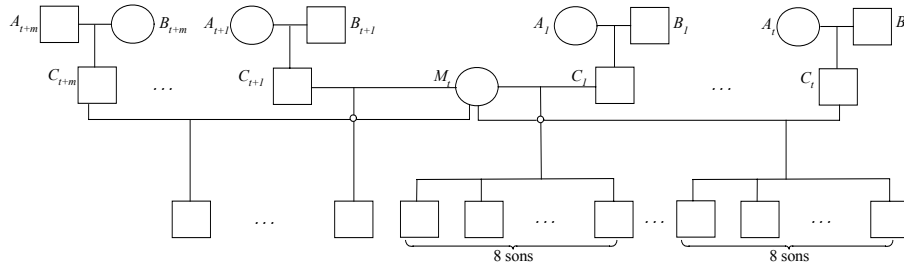 A_{t+m} B_{t+m} A_{t+1} B_{t+1} A_1 B_1 A_t B
C_{t+m} ... C_{t+1} M_t C_1 ... C_t
... ... ... ...
8 sons 8 sons